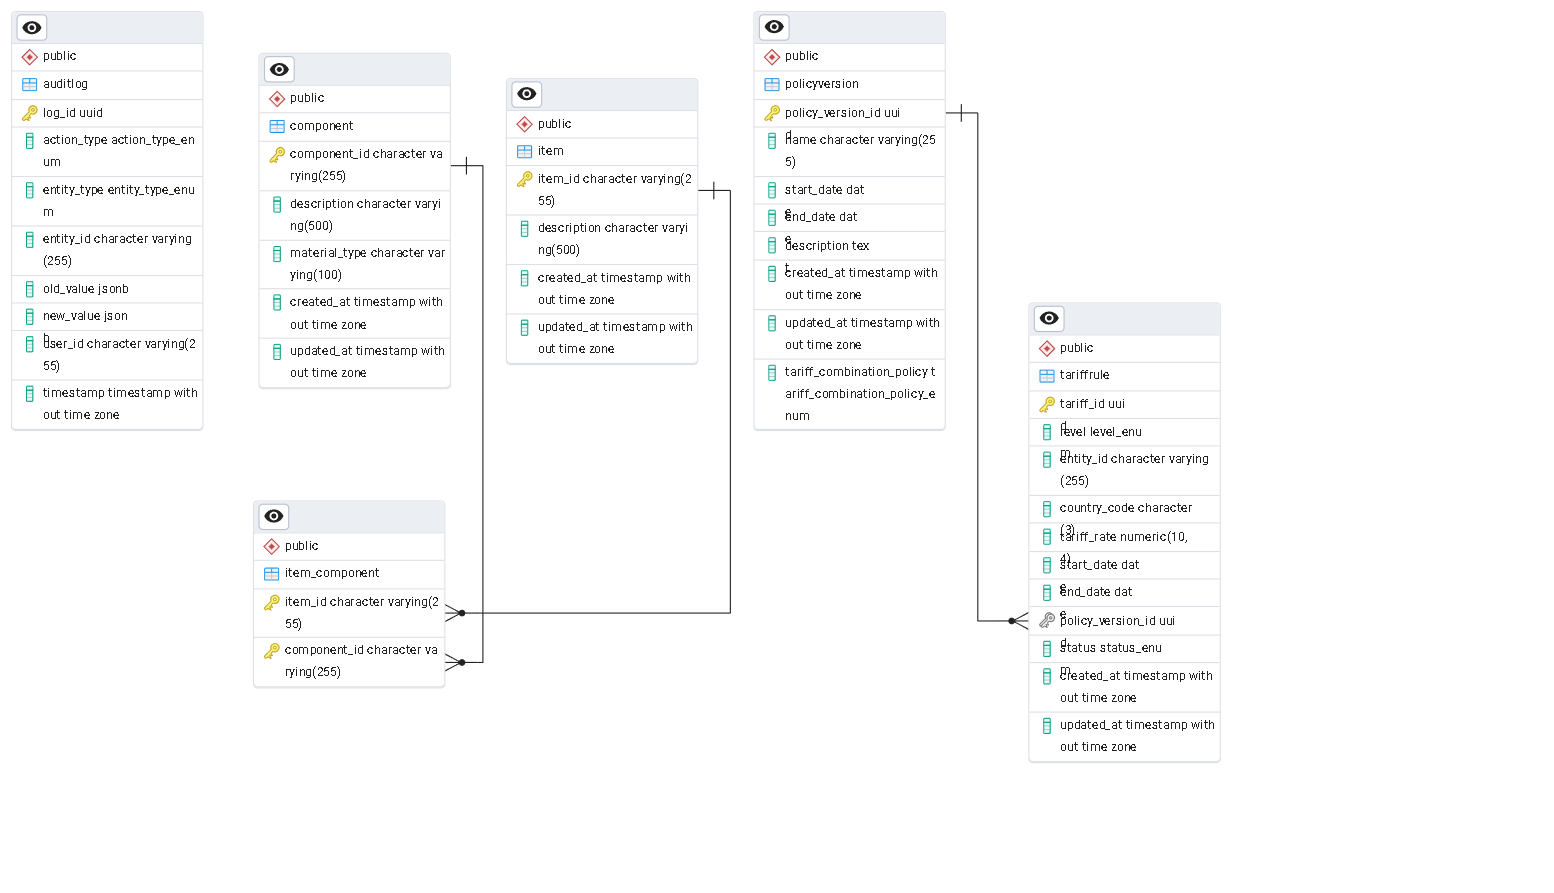 public
auditlog
log_id uuid
action_type action_type_en
um
entity_type entity_type_enu
m
entity_id character varying
(255)
old_value jsonb
new_value json
b
user_id character varying(2
55)
timestamp timestamp with
out time zone
public
component
component_id character va
rying(255)
description character varyi
ng(500)
material_type character var
ying(100)
created_at timestamp with
out time zone
updated_at timestamp with
out time zone
public
item
item_id character varying(2
55)
description character varyi
ng(500)
created_at timestamp with
out time zone
updated_at timestamp with
out time zone
public
policyversion
policy_version_id uui
d
name character varying(25
5)
start_date dat
e
end_date dat
e
description tex
t
created_at timestamp with
out time zone
updated_at timestamp with
out time zone
tariff_combination_policy t
ariff_combination_policy_e
num
public
item_component
item_id character varying(2
55)
component_id character va
rying(255)
public
tariffrule
tariff_id uui
d
level level_enu
m
entity_id character varying
(255)
country_code character
(3)
tariff_rate numeric(10,
4)
start_date dat
e
end_date dat
e
policy_version_id uui
d
status status_enu
m
created_at timestamp with
out time zone
updated_at timestamp with
out time zone